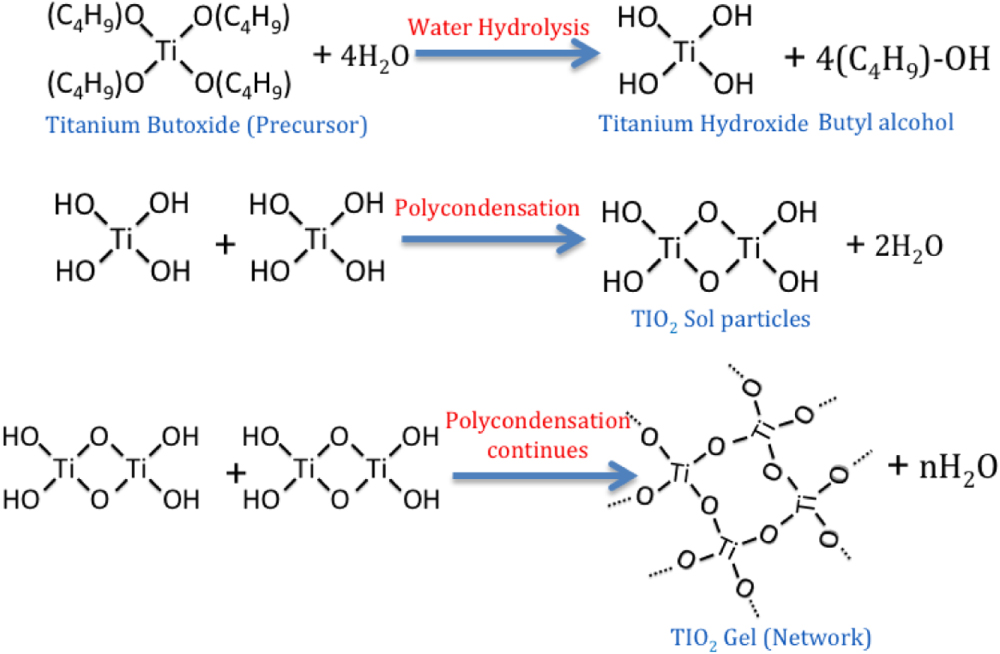 (C₄H₉)O O(C₄H₉) Water Hydrolysis HO OH
Ti + 4H₂O Ti + 4(C₄H₉)-OH
(C₄H₉)O O(C₄H₉) HO OH
Titanium Butoxide (Precursor) Titanium Hydroxide Butyl alcohol
HO OH HO OH Polycondensation HO O OH
Ti + Ti Ti Ti + 2H₂O
HO OH HO OH HO O OH
TIO₂ Sol particles
HO O OH HO O OH Polycondensation O O O O Ti
Ti Ti + Ti Ti continues Ti O O + nH₂O
HO O OH HO O OH O O Ti
Ti O O
O O
TIO₂ Gel (Network)